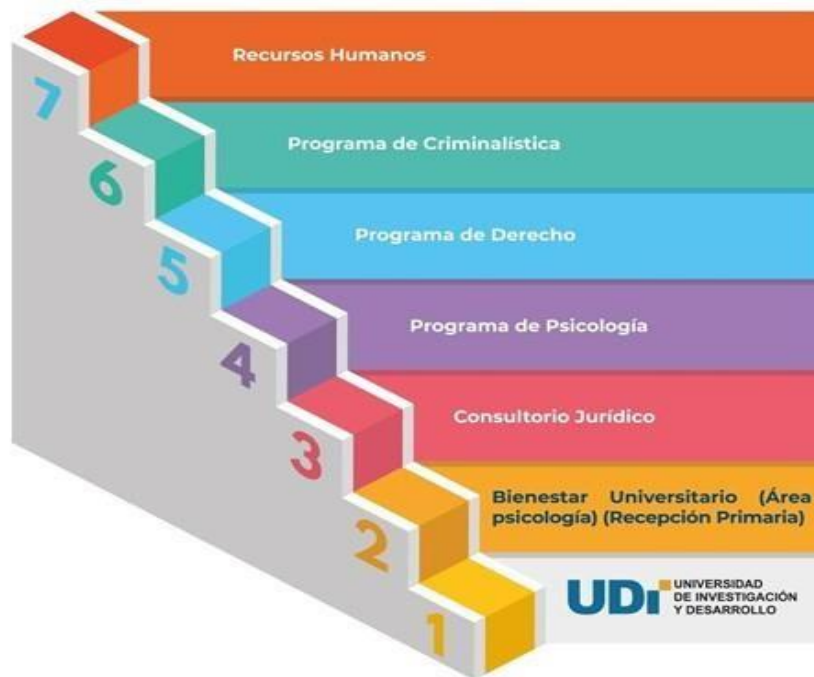 7
Recursos Humanos
6
Programa de Criminalística
5
Programa de Derecho
4
Programa de Psicología
3
Consultorio Jurídico
2
Bienestar Universitario (Área
psicología) (Recepción Primaria)
1
UDI
UNIVERSIDAD
DE INVESTIGACIÓN
Y DESARROLLO